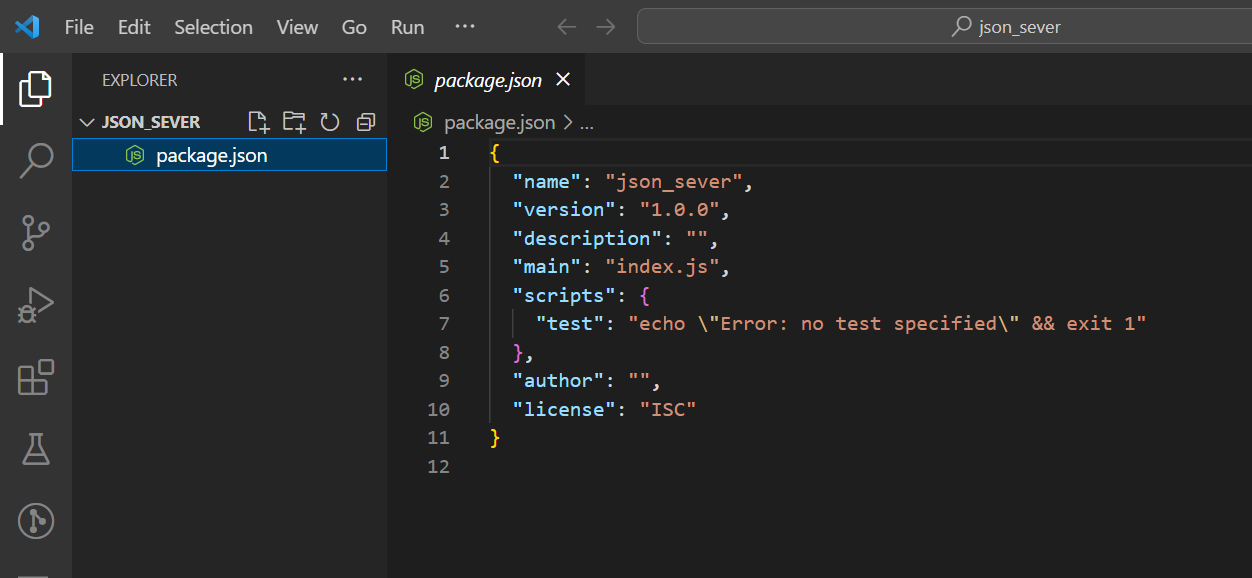 File Edit Selection View Go Run ··· json_sever
EXPLORER ···
package.json
JSON_SEVER
package.json > ...
package.json
1 {
2 "name": "json_sever",
3 "version": "1.0.0",
4 "description": "",
5 "main": "index.js",
6 "scripts": {
7 "test": "echo \"Error: no test specified\" && exit 1"
8 },
9 "author": "",
10 "license": "ISC"
11 }
12